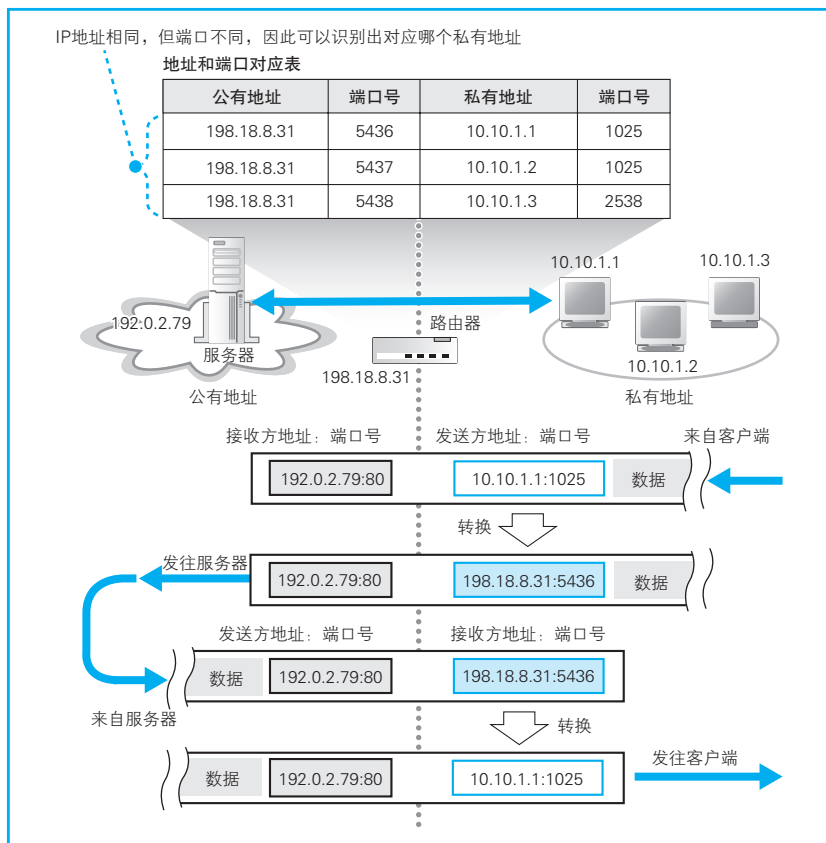 IP地址相同，但端口不同，因此可以识别出对应哪个私有地址
地址和端口对应表
公有地址 端口号 私有地址 端口号
198.18.8.31 5436 10.10.1.1 1025
198.18.8.31 5437 10.10.1.2 1025
198.18.8.31 5438 10.10.1.3 2538
10.10.1.1
10.10.1.3
192.0.2.79
服务器
路由器
198.18.8.31
10.10.1.2
公有地址
私有地址
接收方地址：端口号 发送方地址：端口号 来自客户端
192.0.2.79:80 10.10.1.1:1025 数据
转换
发往服务器
192.0.2.79:80 198.18.8.31:5436 数据
发送方地址：端口号 接收方地址：端口号
数据 192.0.2.79:80 198.18.8.31:5436
来自服务器
转换
发往客户端
数据 192.0.2.79:80 10.10.1.1:1025